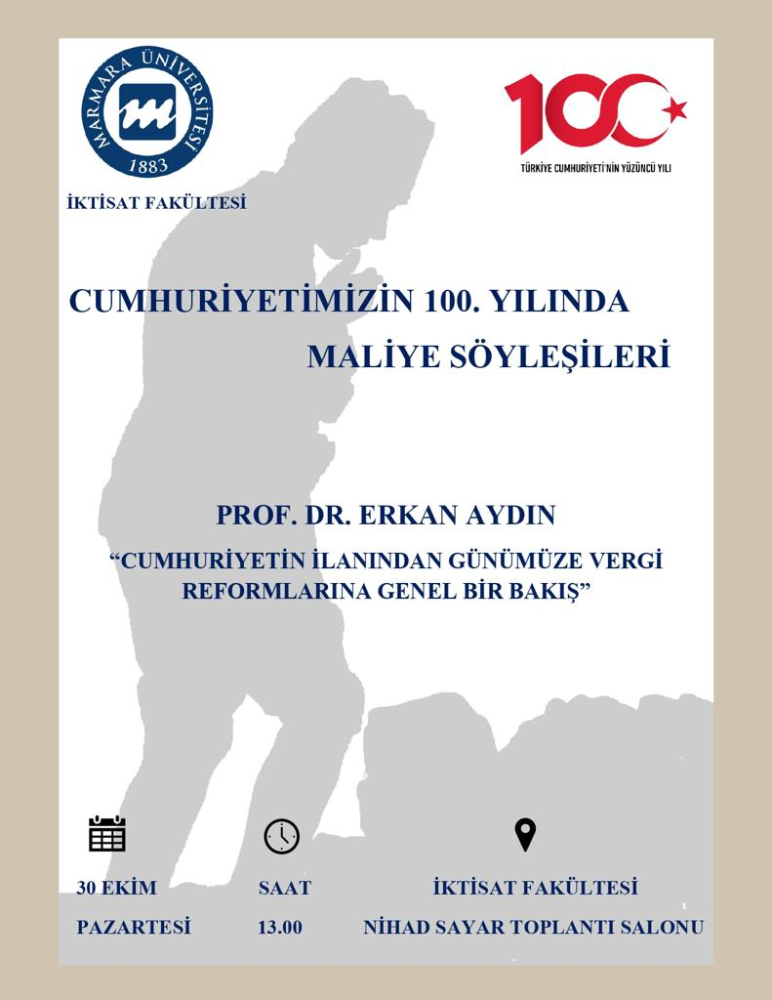 MARMARA ÜNİVERSİTESİ
m
1883
İKTİSAT FAKÜLTESİ
100
TÜRKİYE CUMHURİYETİ'NİN YÜZÜNCÜ YILI
CUMHURİYETİMİZİN 100. YILINDA
MALİYE SÖYLEŞİLERİ
PROF. DR. ERKAN AYDIN
“CUMHURİYETİN İLANINDAN GÜNÜMÜZE VERGİ
REFORMLARINA GENEL BİR BAKIŞ”
30 EKİM
PAZARTESİ
SAAT
13.00
İKTİSAT FAKÜLTESİ
NİHAD SAYAR TOPLANTI SALONU